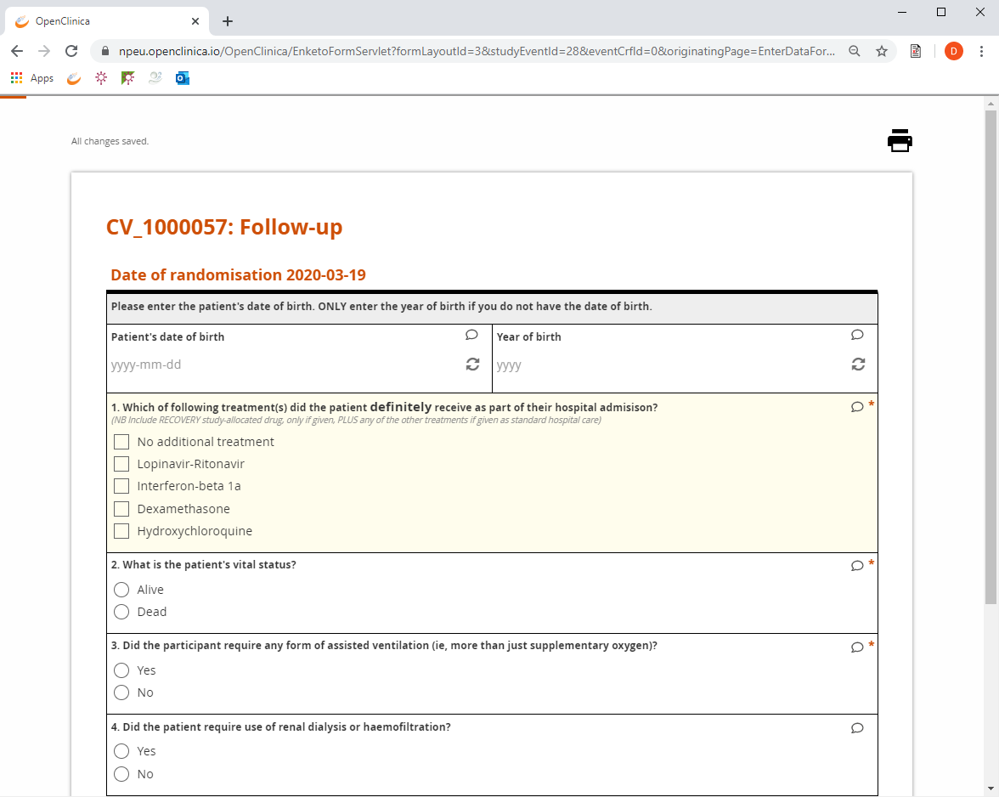 OpenClinica
npeu.openclinica.io/OpenClinica/EnketoFormServlet?formLayoutId=3&studyEventId=28&eventCrfId=0&originatingPage=EnterDataFor...
D
Apps
All changes saved.
CV_1000057: Follow-up
Date of randomisation 2020-03-19
Please enter the patient's date of birth. ONLY enter the year of birth if you do not have the date of birth.
Patient's date of birth
Year of birth
yyyy-mm-dd
yyyy
1. Which of following treatment(s) did the patient definitely receive as part of their hospital admisison?
*
(NB Include RECOVERY study-allocated drug, only if given, PLUS any of the other treatments if given as standard hospital care)
No additional treatment
Lopinavir-Ritonavir
Interferon-beta 1a
Dexamethasone
Hydroxychloroquine
2. What is the patient's vital status?
*
Alive
Dead
3. Did the participant require any form of assisted ventilation (ie, more than just supplementary oxygen)?
*
Yes
No
4. Did the patient require use of renal dialysis or haemofiltration?
Yes
No